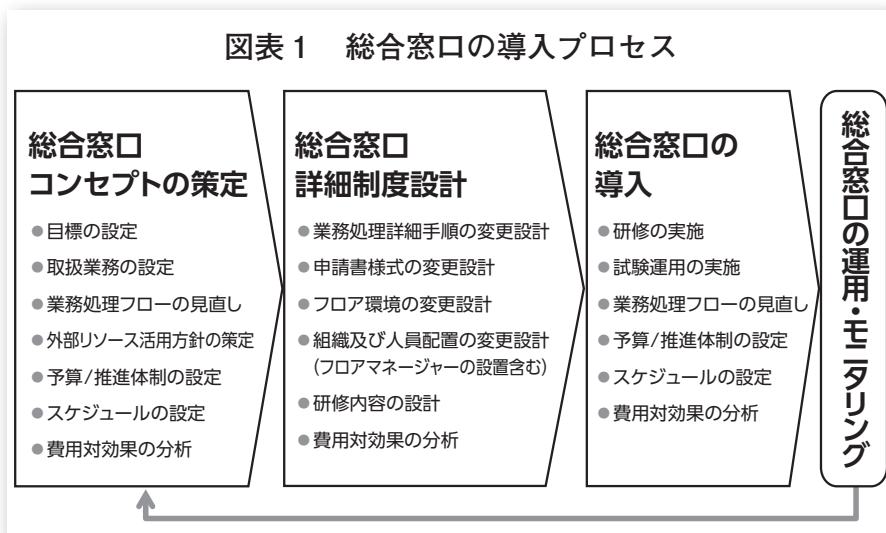 図表1 総合窓口の導入プロセス
総合窓口
コンセプトの策定
●目標の設定
●取扱業務の設定
●業務処理フローの見直し
●外部リソース活用方針の策定
●予算/推進体制の設定
●スケジュールの設定
●費用対効果の分析
総合窓口
詳細制度設計
●業務処理詳細手順の変更設計
●申請書様式の変更設計
●フロア環境の変更設計
●組織及び人員配置の変更設計
(フロアマネージャーの設置含む)
●研修内容の設計
●費用対効果の分析
総合窓口の
導入
●研修の実施
●試験運用の実施
●業務処理フローの見直し
●予算/推進体制の設定
●スケジュールの設定
●費用対効果の分析
総合窓口の運用・モニタリング